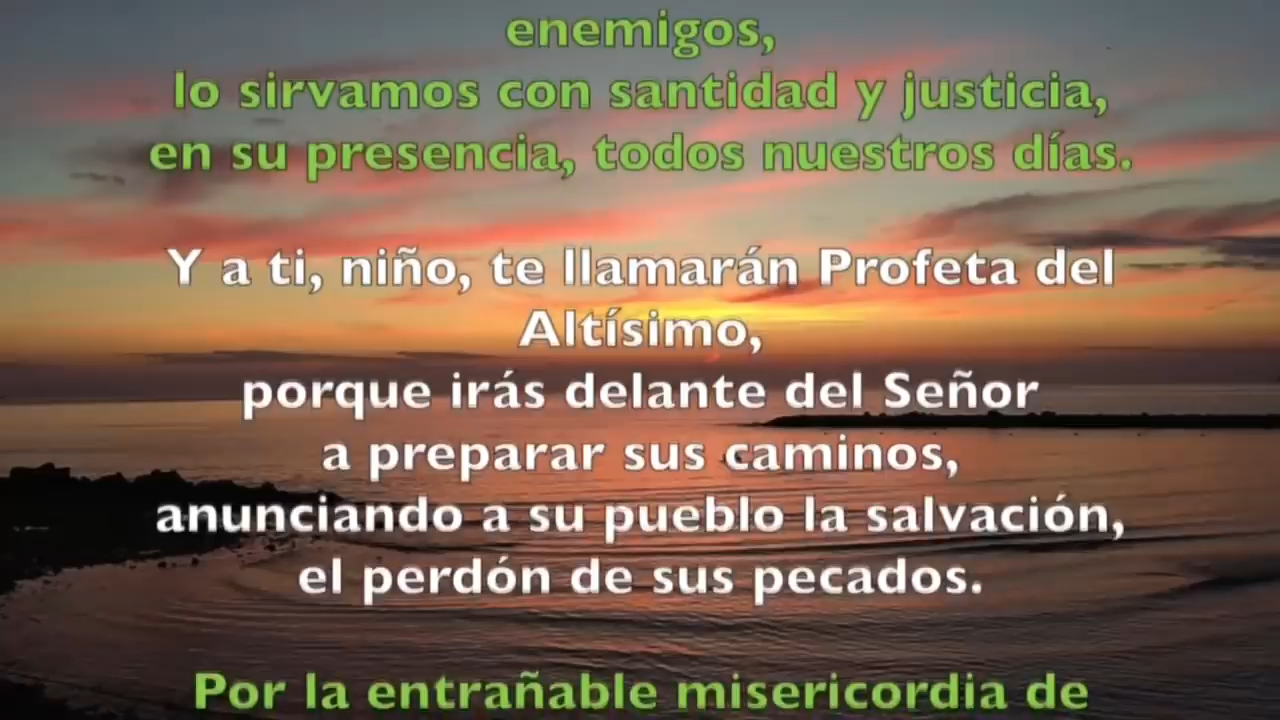 enemigos,
lo sirvamos con santidad y justicia,
en su presencia, todos nuestros días.
Y a ti, niño, te llamarán Profeta del
Altísimo,
porque irás delante del Señor
a preparar sus caminos,
anunciando a su pueblo la salvación,
el perdón de sus pecados.
Por la entrañable misericordia de